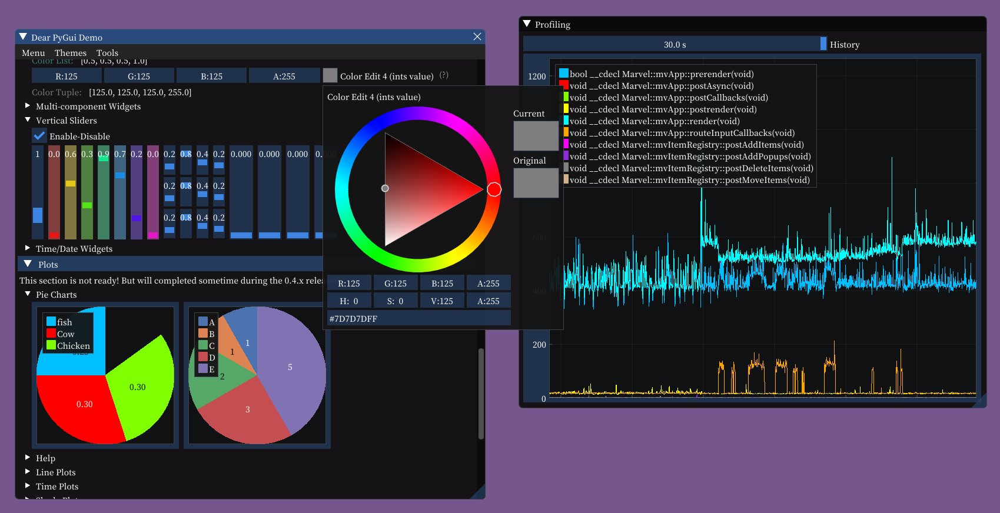 Dear PyGui Demo
Menu Themes Tools
Color List: [0.5, 0.5, 0.5, 1.0]
R:125 G:125 B:125 A:255 Color Edit 4 (ints value) (?)
Color Tuple: [125.0, 125.0, 125.0, 255.0]
Multi-component Widgets
Vertical Sliders
Enable-Disable
1 0.0 0.6 0.3 0.9 0.7 0.2 0.0 0.2 0.8 0.4 0.2 0.000 0.000 0.000 0.000
0.2 0.8 0.4 0.2
0.2 0.8 0.4 0.2
Time/Date Widgets
Plots
This section is not ready! But will completed sometime during the 0.4.x
Pie Charts
fish
Cow
Chicken
0.30
0.30
A
B
C
D
E
1
1
2
3
5
Help
Line Plots
Time Plots
Color Edit 4 (ints value)
Current
Original
R:125 G:125 B:125 A:255
H: 0 S: 0 V:125 A:255
#7D7D7DFF
Profiling
30.0 s History
1200
600
400
200
0
bool __cdecl Marvel::mvApp::prerender(void)
void __cdecl Marvel::mvApp::postAsync(void)
void __cdecl Marvel::mvApp::postCallbacks(void)
void __cdecl Marvel::mvApp::postrender(void)
void __cdecl Marvel::mvApp::render(void)
void __cdecl Marvel::mvApp::routeInputCallbacks(void)
void __cdecl Marvel::mvItemRegistry::postAddItems(void)
void __cdecl Marvel::mvItemRegistry::postAddPopups(void)
void __cdecl Marvel::mvItemRegistry::postDeleteItems(void)
void __cdecl Marvel::mvItemRegistry::postMoveItems(void)